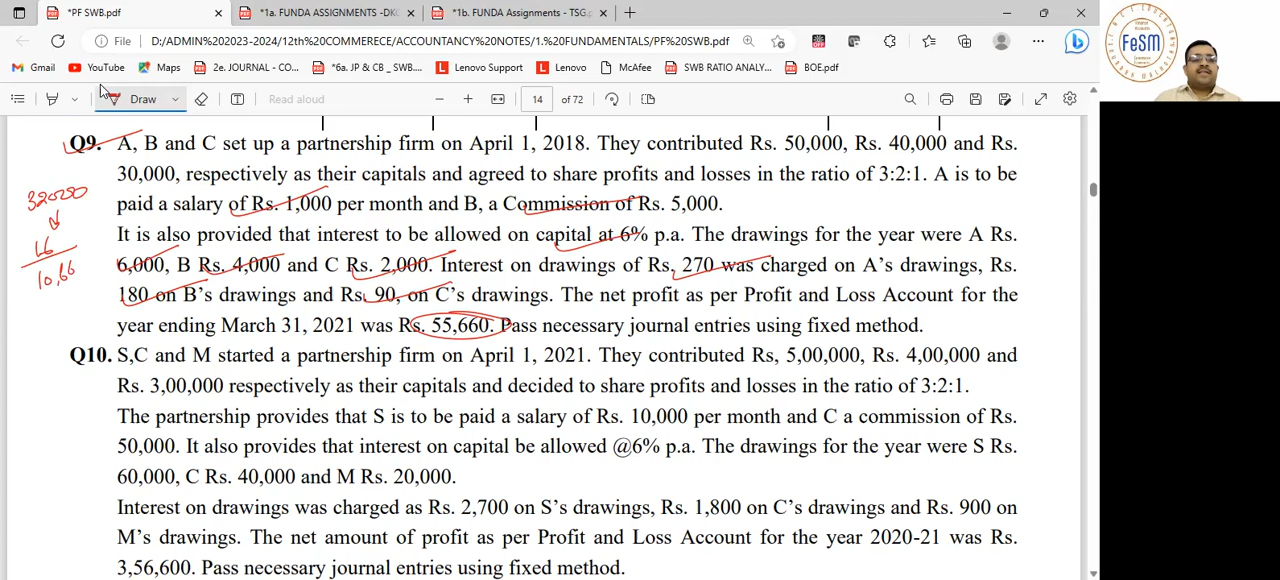 *PF SWB.pdf
*1a. FUNDA ASSIGNMENTS -DK
*1b. FUNDA Assignments - TSG.p
File
D:/ADMIN%202023-2024/12th%20COMMERECE/ACCOUNTANCE%20NOTES/1.%20FUNDAMENTALS/PF%20SWB.pdf
OFF
Gmail
YouTube
Maps
2e. JOURNAL - CO...
*6a. JP & CB _ SWB....
Lenovo Support
Lenovo
McAfee
SWB RATIO ANALY...
BOE.pdf
Draw
Read aloud
14 of 72
Q9. A, B and C set up a partnership firm on April 1, 2018. They contributed Rs. 50,000, Rs. 40,000 and Rs.
30,000, respectively as their capitals and agreed to share profits and losses in the ratio of 3:2:1. A is to be
paid a salary of Rs. 1,000 per month and B, a Commission of Rs. 5,000.
It is also provided that interest to be allowed on capital at 6% p.a. The drawings for the year were A Rs.
6,000, B Rs. 4,000 and C Rs. 2,000. Interest on drawings of Rs. 270 was charged on A's drawings, Rs.
180 on B's drawings and Rs. 90, on C's drawings. The net profit as per Profit and Loss Account for the
year ending March 31, 2021 was Rs. 55,660. Pass necessary journal entries using fixed method.
Q10. S,C and M started a partnership firm on April 1, 2021. They contributed Rs, 5,00,000, Rs. 4,00,000 and
Rs. 3,00,000 respectively as their capitals and decided to share profits and losses in the ratio of 3:2:1.
The partnership provides that S is to be paid a salary of Rs. 10,000 per month and C a commission of Rs.
50,000. It also provides that interest on capital be allowed @6% p.a. The drawings for the year were S Rs.
60,000, C Rs. 40,000 and M Rs. 20,000.
Interest on drawings was charged as Rs. 2,700 on S's drawings, Rs. 1,800 on C's drawings and Rs. 900 on
M's drawings. The net amount of profit as per Profit and Loss Account for the year 2020-21 was Rs.
3,56,600. Pass necessary journal entries using fixed method.
FeSM